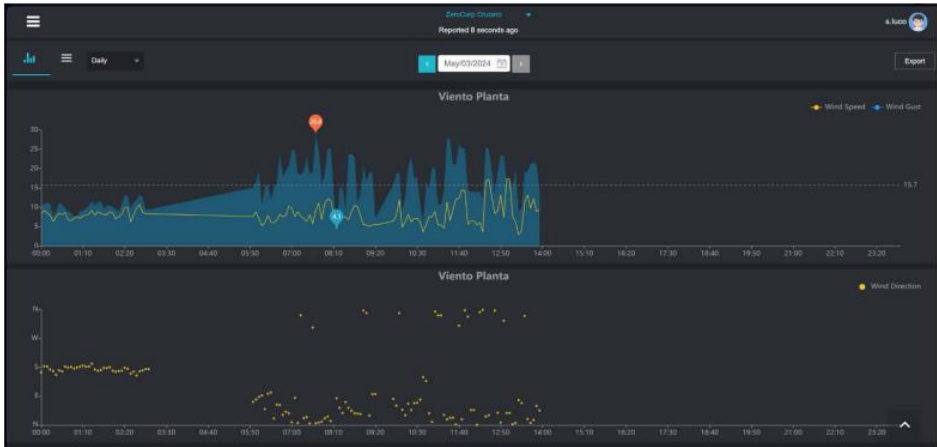 ZeroCorp Crucero
Reported 8 seconds ago
s.luco
Daily
May/03/2024
Export
Viento Planta
Wind Speed
Wind Gust
30
25
20
15
10
5
0
15.7
4.3
00:00 01:10 02:20 03:30 04:40 05:50 07:00 08:10 09:20 10:30 11:40 12:50 14:00 15:10 16:20 17:30 18:40 19:50 21:00 22:10 23:20
Viento Planta
Wind Direction
N
W
S
E
N
00:00 01:10 02:20 03:30 04:40 05:50 07:00 08:10 09:20 10:30 11:40 12:50 14:00 15:10 16:20 17:30 18:40 19:50 21:00 22:10 23:20